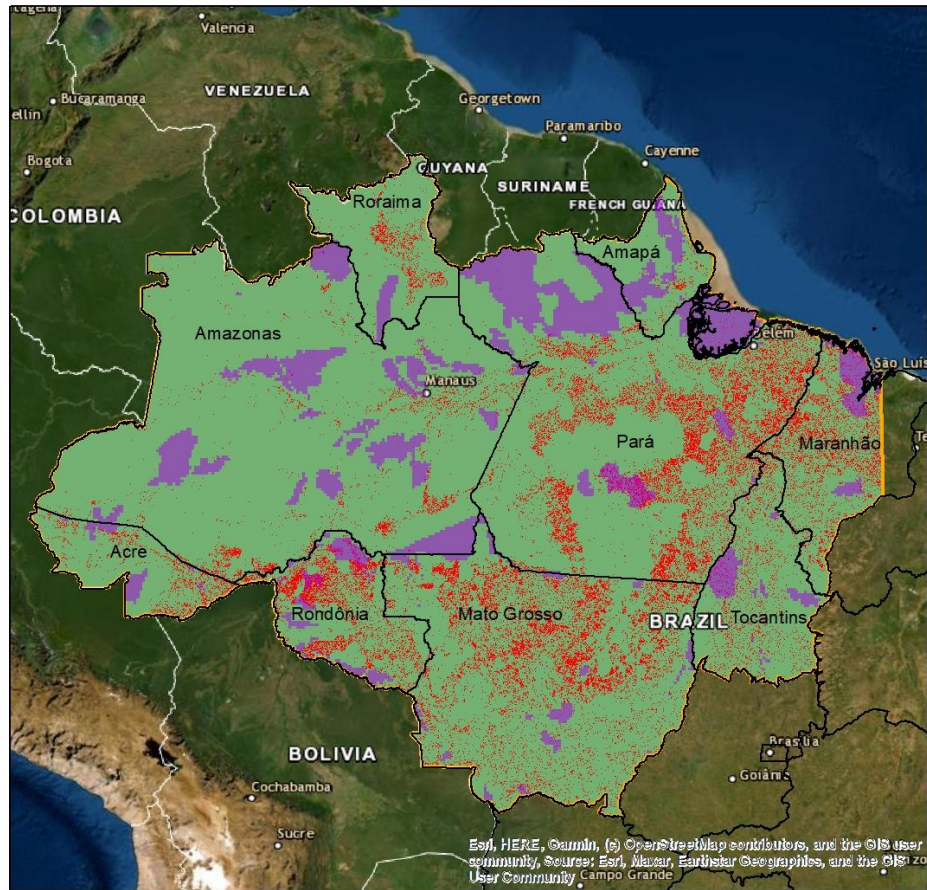 Valencia
VENEZUELA
Bucaramanga
Georgetown
Paramaribo
Bogota
Cayenne
GUYANA
SURINAME
Roraima
FRENCH GUIANA
COLOMBIA
Amapá
Amazonas
Belém
São Luís
Manaus
Pará
Maranhão
Acre
Rondônia
Mato Grosso
BRAZIL
Tocantins
BOLIVIA
Brasília
Goiânia
Cochabamba
Sucre
Esri, HERE, Garmin, (c) OpenStreetMap contributors, and the GIS user
community, Source: Esri, Maxar, Earthstar Geographics, and the GIS
User Community
Campo Grande